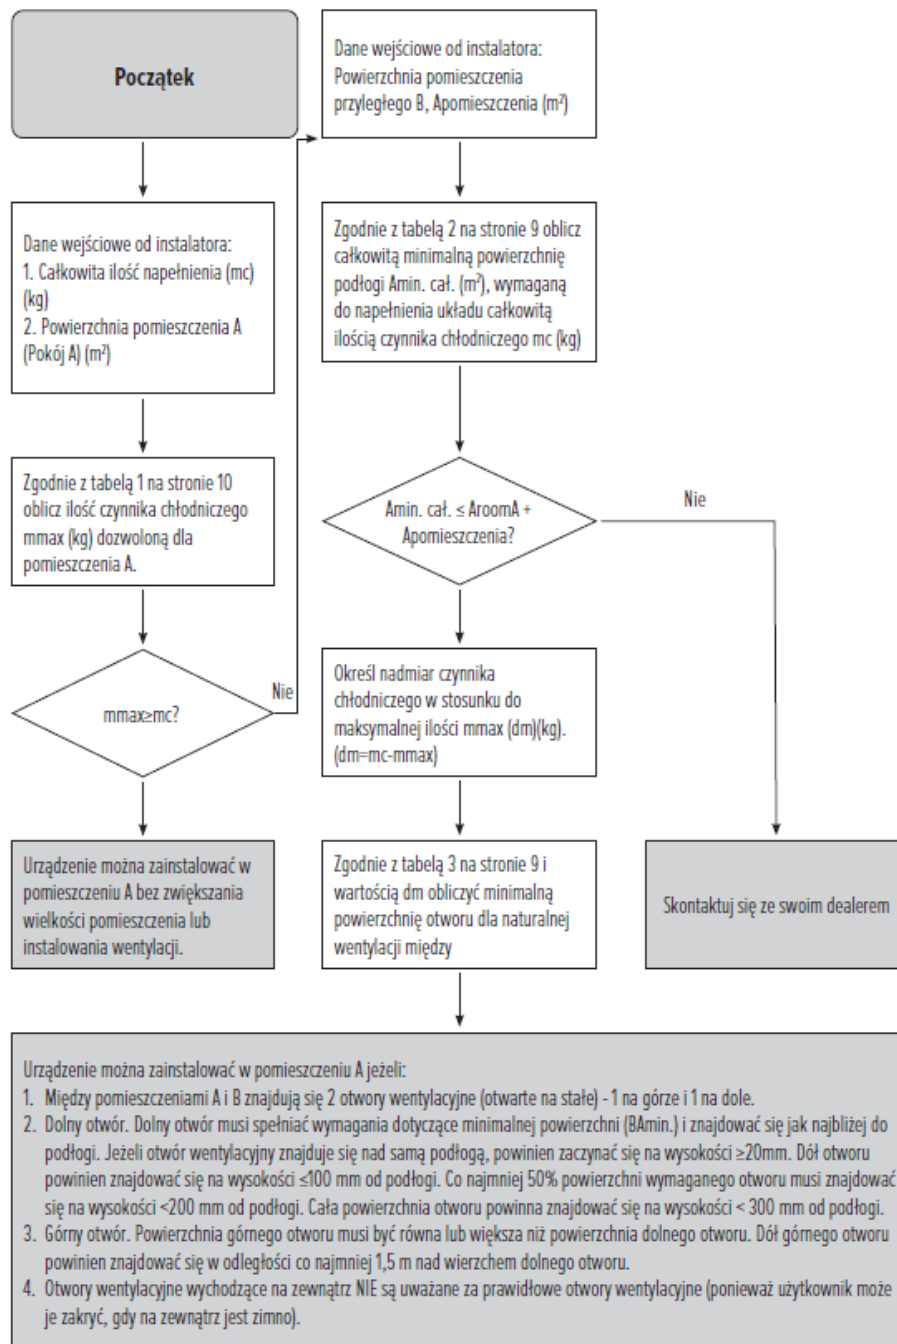 Początek
Dane wejściowe od instalatora:
1. Całkowita ilość napełnienia (mc)
(kg)
2. Powierzchnia pomieszczenia A
(Pokój A) (m²)
Zgodnie z tabelą 1 na stronie 10
oblicz ilość czynnika chłodniczego
mmax (kg) dozwoloną dla
pomieszczenia A.
mmax≥mc?
Nie
Urządzenie można zainstalować w
pomieszczeniu A bez zwiększania
wielkości pomieszczenia lub
instalowania wentylacji.
Dane wejściowe od instalatora:
Powierzchnia pomieszczenia
przyległego B, Apomieszczenia (m²)
Zgodnie z tabelą 2 na stronie 9 oblicz
całkowitą minimalną powierzchnię
podłogi Amin. cał. (m²), wymaganą
do napełnienia układu całkowitą
ilością czynnika chłodniczego mc (kg)
Amin. cał. ≤ AroomA +
Apomieszczenia?
Nie
Określ nadmiar czynnika
chłodniczego w stosunku do
maksymalnej ilości mmax (dm)(kg).
(dm=mc-mmax)
Zgodnie z tabelą 3 na stronie 9 i
wartością dm obliczyć minimalną
powierzchnię otworu dla naturalnej
wentylacji między
Skontaktuj się ze swoim dealerem
Urządzenie można zainstalować w pomieszczeniu A jeżeli:
1. Między pomieszczeniami A i B znajdują się 2 otwory wentylacyjne (otwarte na stałe) - 1 na górze i 1 na dole.
2. Dolny otwór. Dolny otwór musi spełniać wymagania dotyczące minimalnej powierzchni (BAmin.) i znajdować się jak najbliżej do
podłogi. Jeżeli otwór wentylacyjny znajduje się nad samą podłogą, powinien zaczynać się na wysokości ≥20mm. Dół otworu
powinien znajdować się na wysokości ≤100 mm od podłogi. Co najmniej 50% powierzchni wymaganego otworu musi znajdować
się na wysokości <200 mm od podłogi. Cała powierzchnia otworu powinna znajdować się na wysokości < 300 mm od podłogi.
3. Górny otwór. Powierzchnia górnego otworu musi być równa lub większa niż powierzchnia dolnego otworu. Dół górnego otworu
powinien znajdować się w odległości co najmniej 1,5 m nad wierzchem dolnego otworu.
4. Otwory wentylacyjne wychodzące na zewnątrz NIE są uważane za prawidłowe otwory wentylacyjne (ponieważ użytkownik może
je zakryć, gdy na zewnątrz jest zimno).